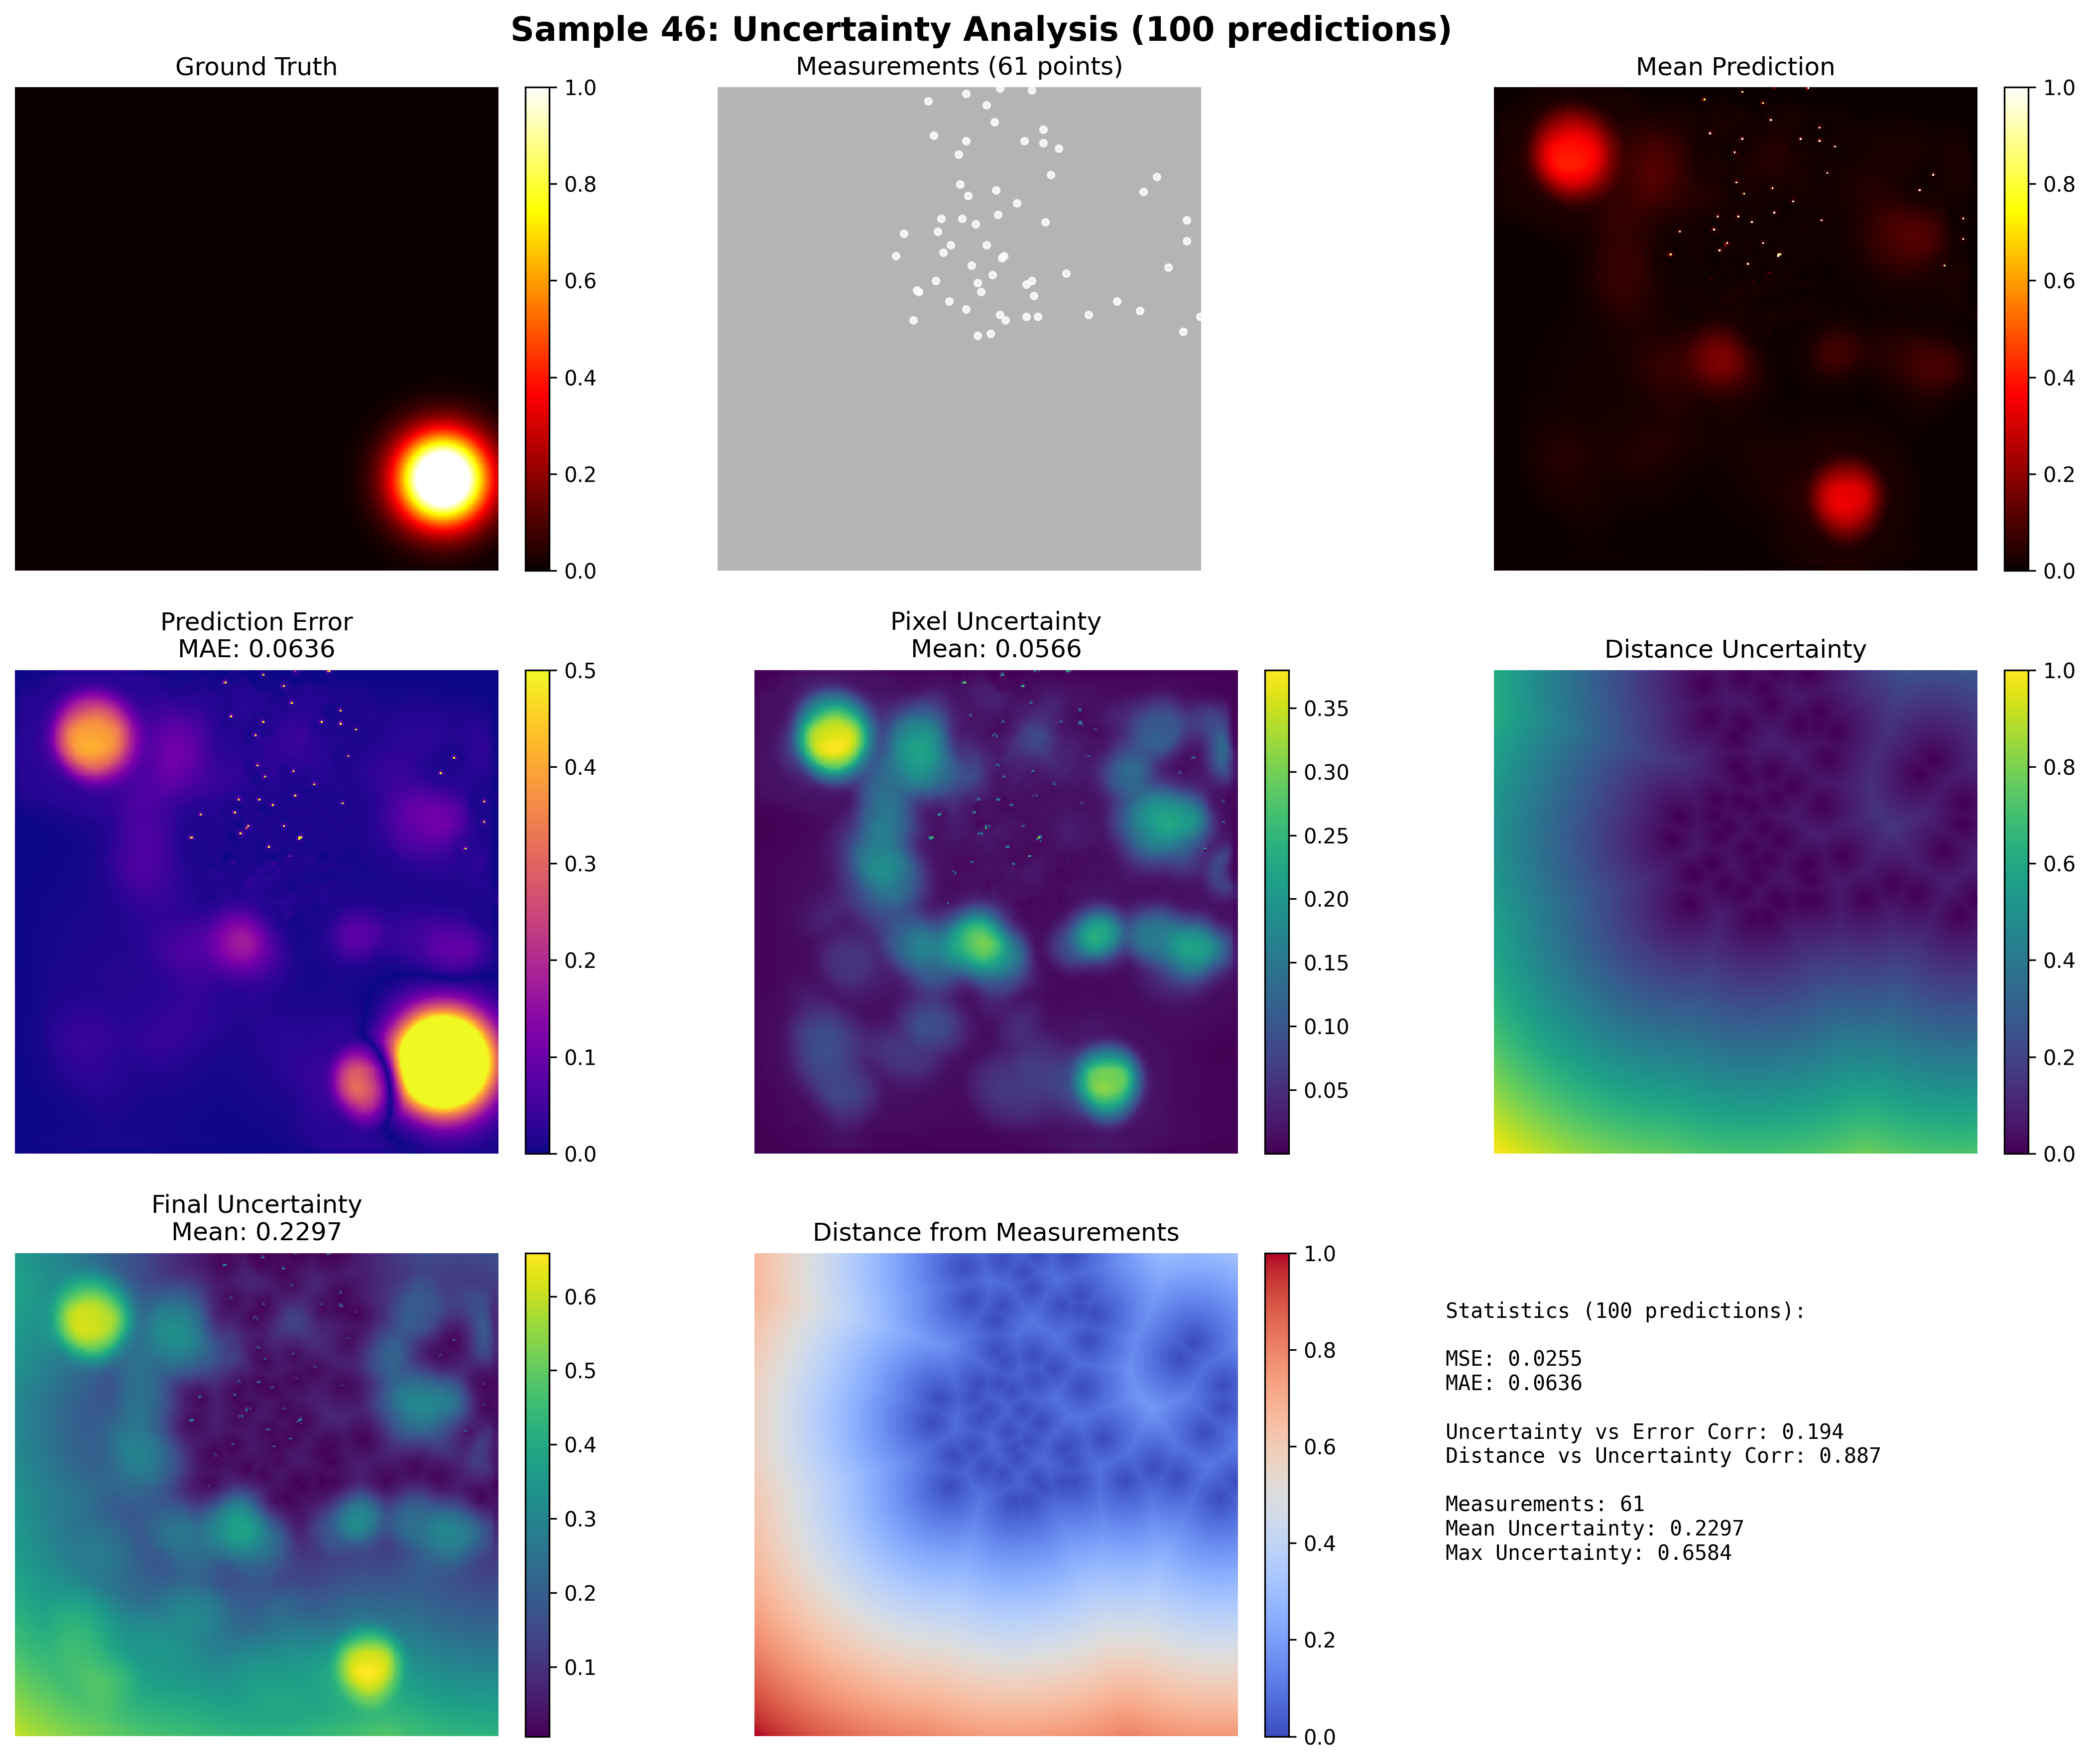 Sample 46: Uncertainty Analysis (100 predictions)
Ground Truth
1.0
0.8
0.6
0.4
0.2
0.0
Measurements (61 points)
Mean Prediction
1.0
0.8
0.6
0.4
0.2
0.0
Prediction Error
MAE: 0.0636
0.5
0.4
0.3
0.2
0.1
0.0
Pixel Uncertainty
Mean: 0.0566
0.35
0.30
0.25
0.20
0.15
0.10
0.05
Distance Uncertainty
1.0
0.8
0.6
0.4
0.2
0.0
Final Uncertainty
Mean: 0.2297
0.6
0.5
0.4
0.3
0.2
0.1
Distance from Measurements
1.0
0.8
0.6
0.4
0.2
0.0
Statistics (100 predictions):
MSE: 0.0255
MAE: 0.0636
Uncertainty vs Error Corr: 0.194
Distance vs Uncertainty Corr: 0.887
Measurements: 61
Mean Uncertainty: 0.2297
Max Uncertainty: 0.6584